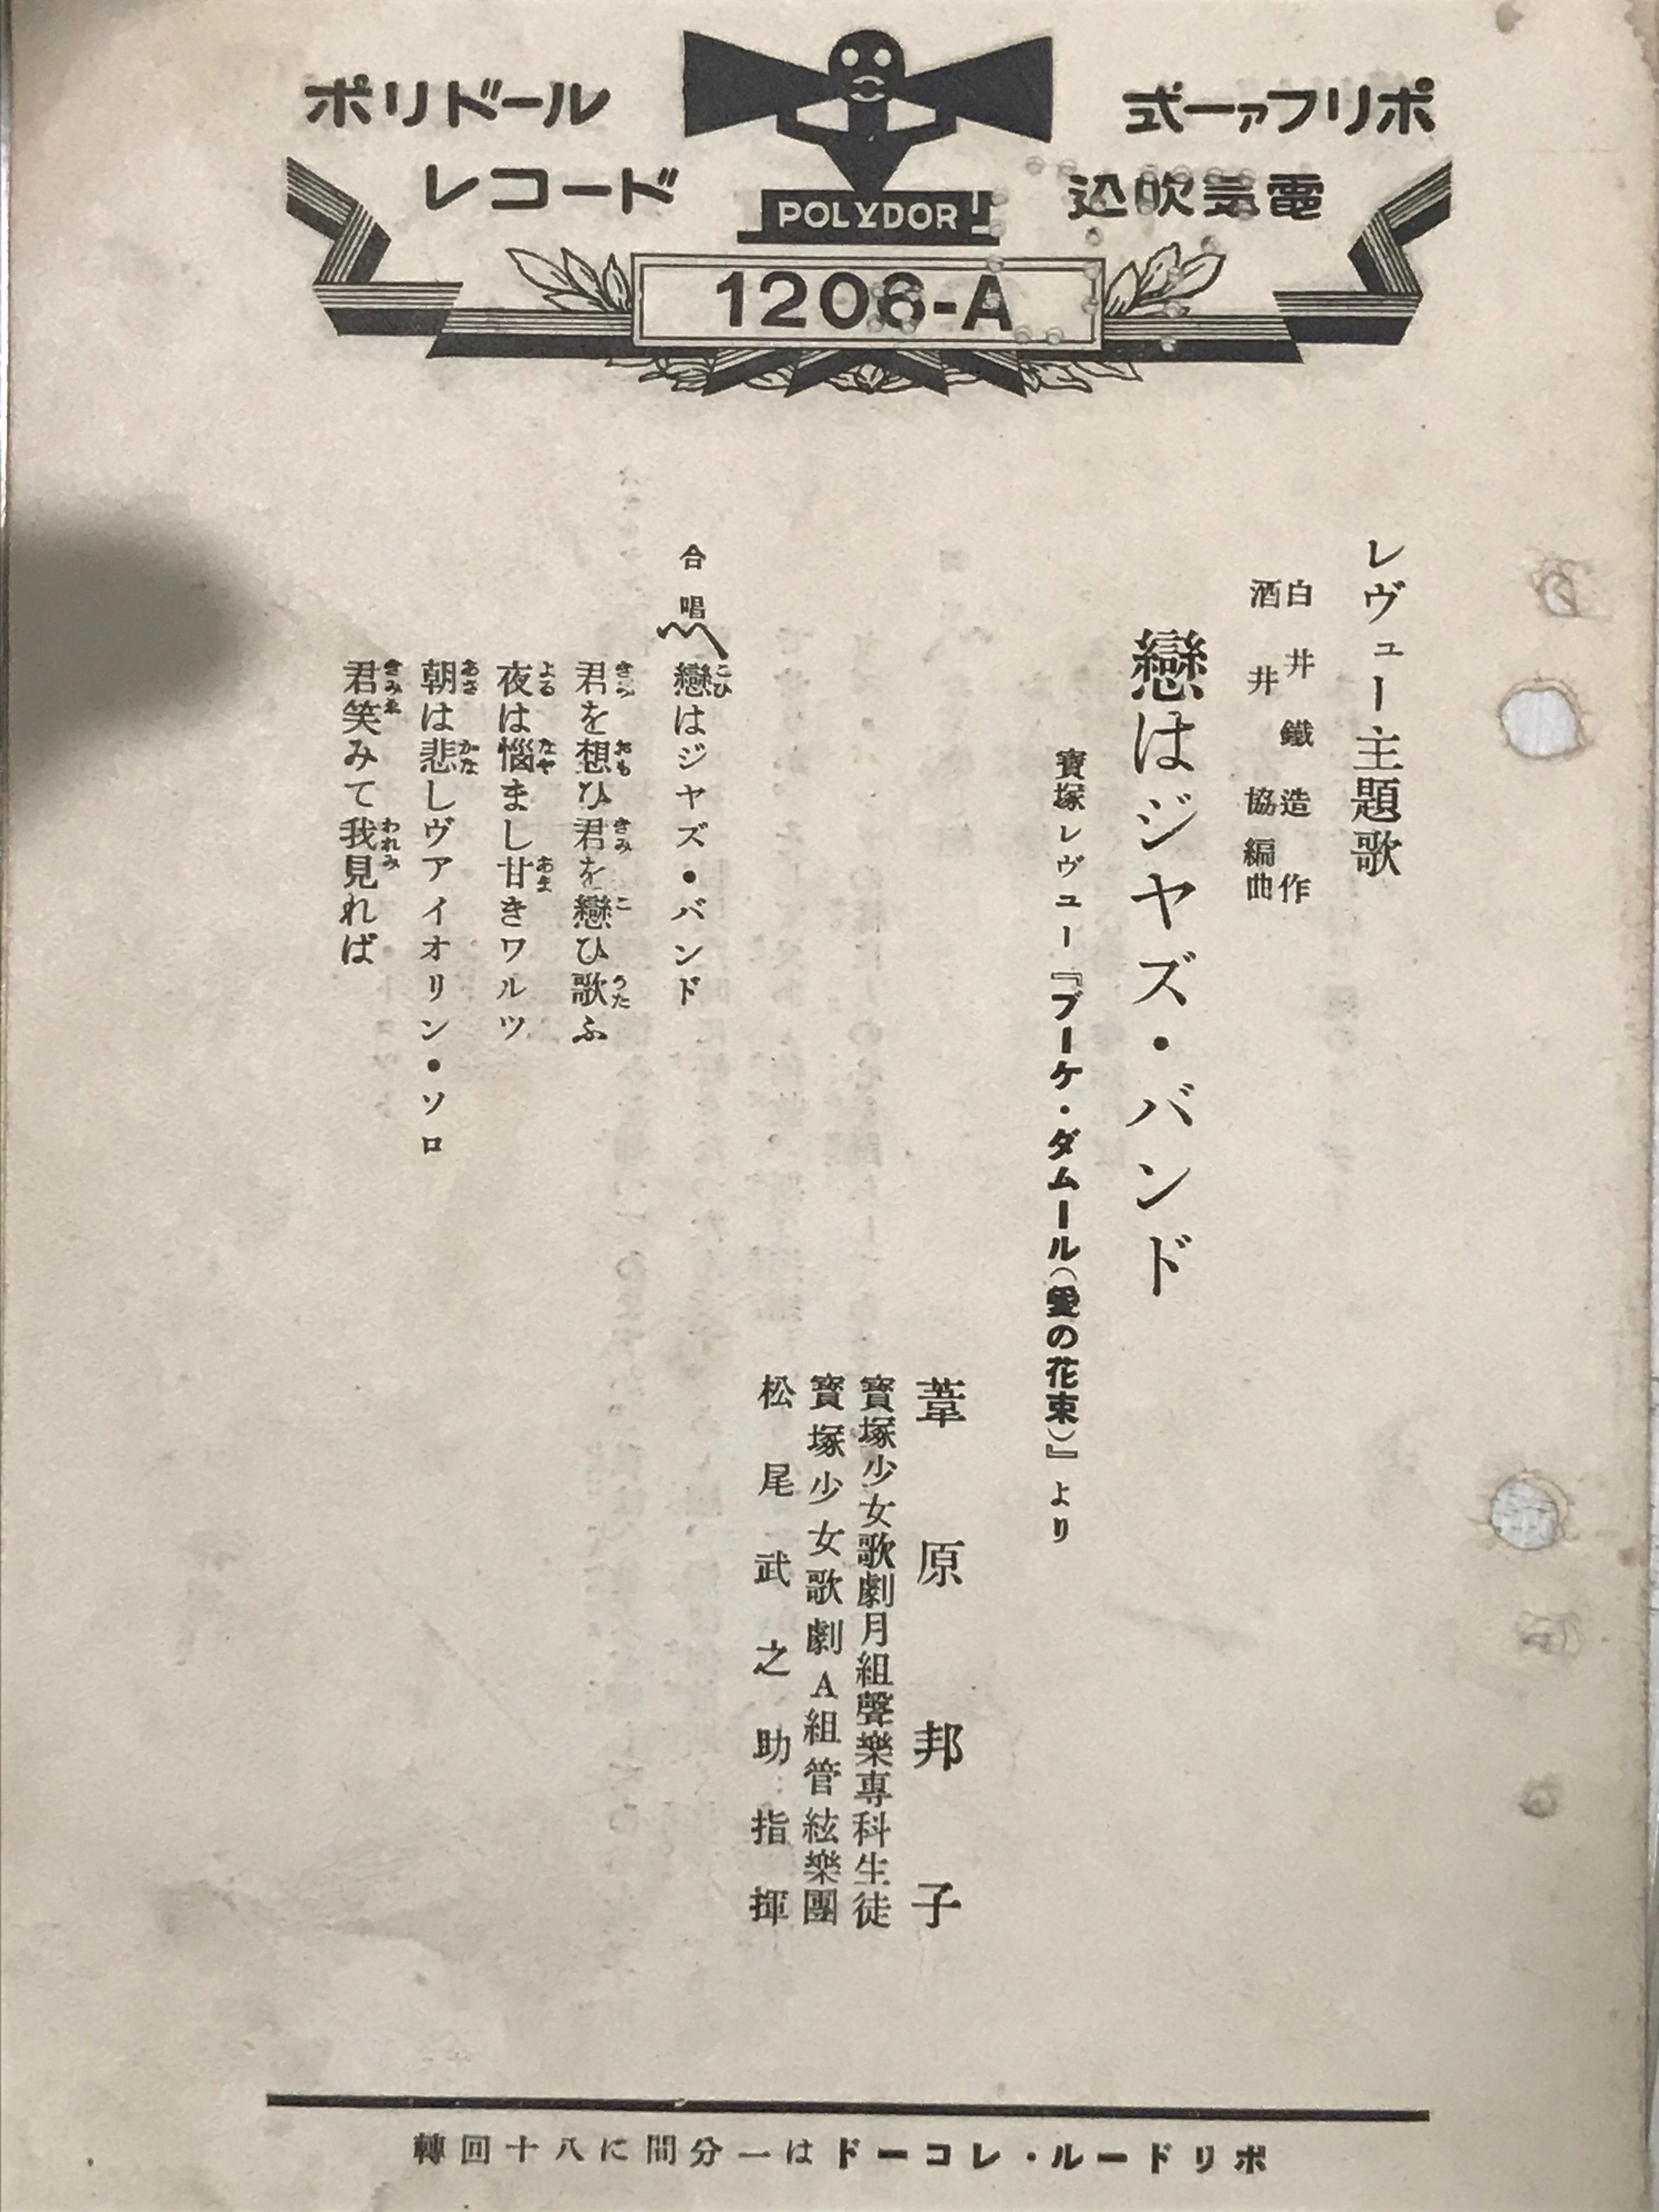 ポリドール
レコード
ポリファー式
電気吹込
POLYDOR
1206-A
レヴュー主題歌
白井鐵造作
酒井協編曲
戀はジヤズ・バンド
寶塚レヴユー『ブーケ・ダムール(愛の花束)』より
葦原邦子
寶塚少女歌劇月組聲樂専科生徒
寶塚少女歌劇A組管絃樂團
松尾武之助指揮
合唱
戀はジヤズ・バンド
君を想ひ君を戀ひ歌ふ
夜は惱まし甘きワルツ
朝は悲しヴアイオリン・ソロ
君笑みて我見れば
ポリドール・レコードは一分間に八十回轉